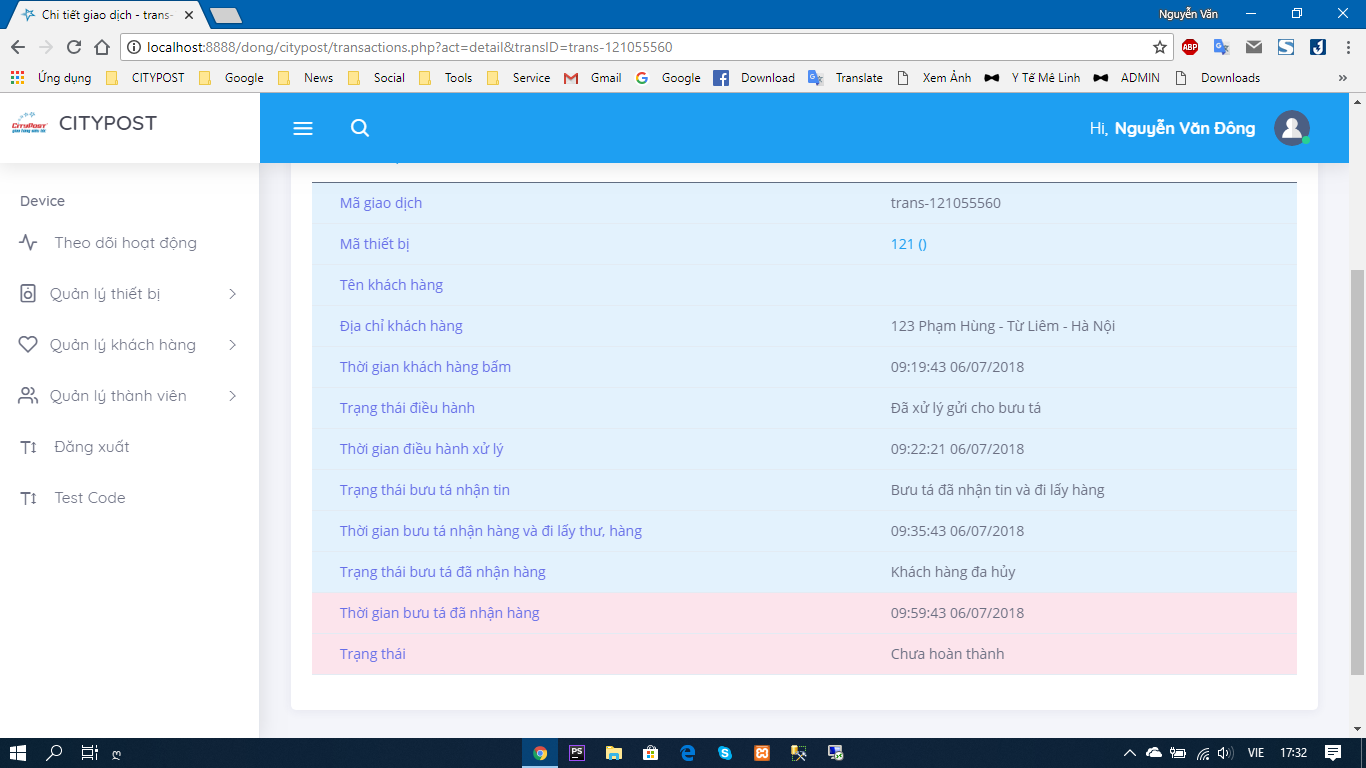 Chi tiết giao dịch - trans-
Nguyễn Văn
localhost:8888/dong/citypost/transactions.php?act=detail&transID=trans-121055560
ABP
Ứng dụng CITYPOST Google News Social Tools Service Gmail Google Download Translate Xem Ảnh Y Tế Mê Linh ADMIN Downloads »
CITYPOST
CITYPOST
Hi, Nguyễn Văn Đông
Device
Theo dõi hoạt động
Quản lý thiết bị
Quản lý khách hàng
Quản lý thành viên
Đăng xuất
Test Code
Mã giao dịch trans-121055560
Mã thiết bị 121 ()
Tên khách hàng
Địa chỉ khách hàng 123 Phạm Hùng - Từ Liêm - Hà Nội
Thời gian khách hàng bấm 09:19:43 06/07/2018
Trạng thái điều hành Đã xử lý gửi cho bưu tá
Thời gian điều hành xử lý 09:22:21 06/07/2018
Trạng thái bưu tá nhận tin Bưu tá đã nhận tin và đi lấy hàng
Thời gian bưu tá nhận hàng và đi lấy thư, hàng 09:35:43 06/07/2018
Trạng thái bưu tá đã nhận hàng Khách hàng đa hủy
Thời gian bưu tá đã nhận hàng 09:59:43 06/07/2018
Trạng thái Chưa hoàn thành
PS
VIE 17:32